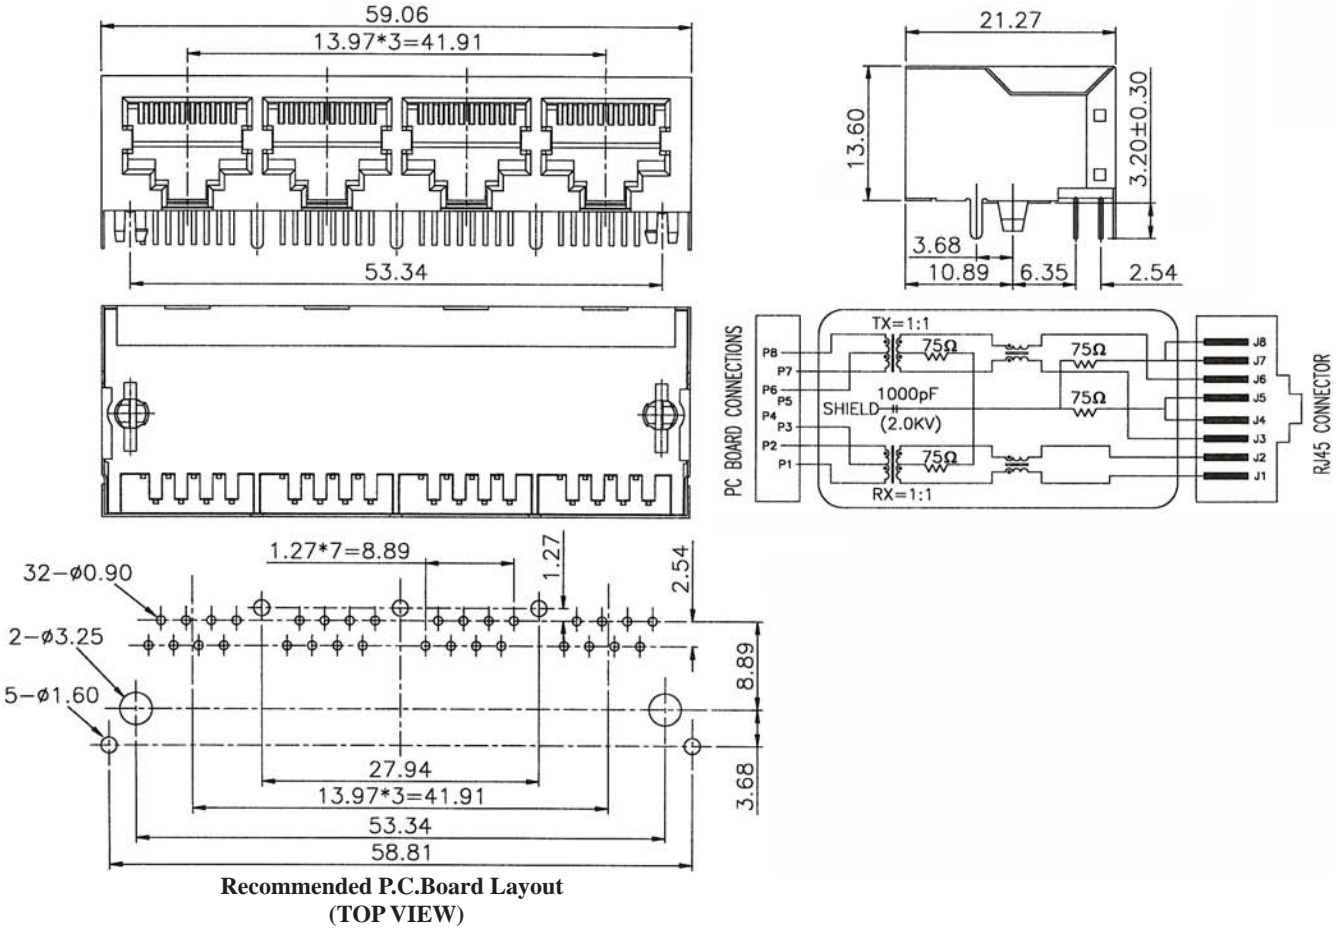 59.06
13.97*3=41.91
53.34
21.27
13.60
3.20±0.30
3.68
10.89
6.35
2.54
PC BOARD CONNECTIONS
P8
P7
P6
P5
P4
P3
P2
P1
TX=1:1
75Ω
75Ω
1000pF
SHIELD
(2.0KV)
75Ω
75Ω
RX=1:1
J8
J7
J6
J5
J4
J3
J2
J1
RJ45 CONNECTOR
1.27*7=8.89
1.27
2.54
32-ø0.90
2-ø3.25
5-ø1.60
8.89
3.68
27.94
13.97*3=41.91
53.34
58.81
Recommended P.C.Board Layout
(TOP VIEW)